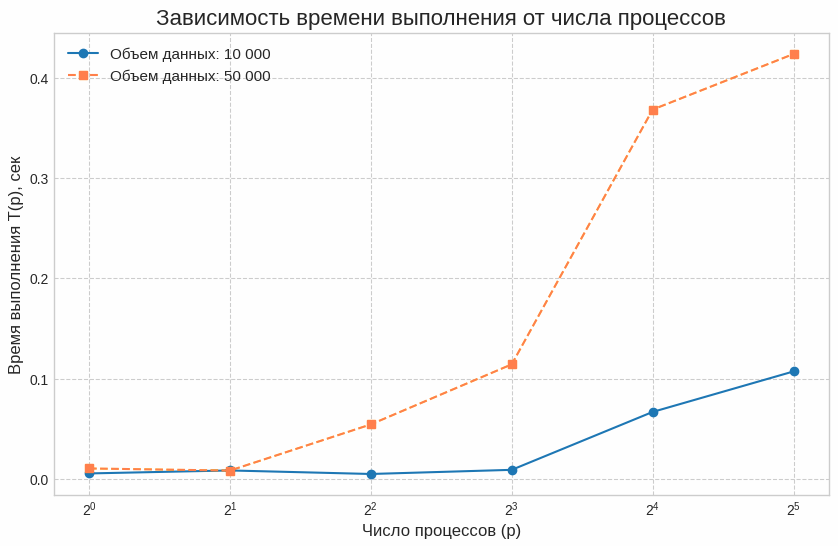 Зависимость времени выполнения от числа процессов
Объем данных: 10 000
Объем данных: 50 000
Время выполнения T(p), сек
0.4
0.3
0.2
0.1
0.0
2⁰ 2¹ 2² 2³ 2⁴ 2⁵
Число процессов (p)